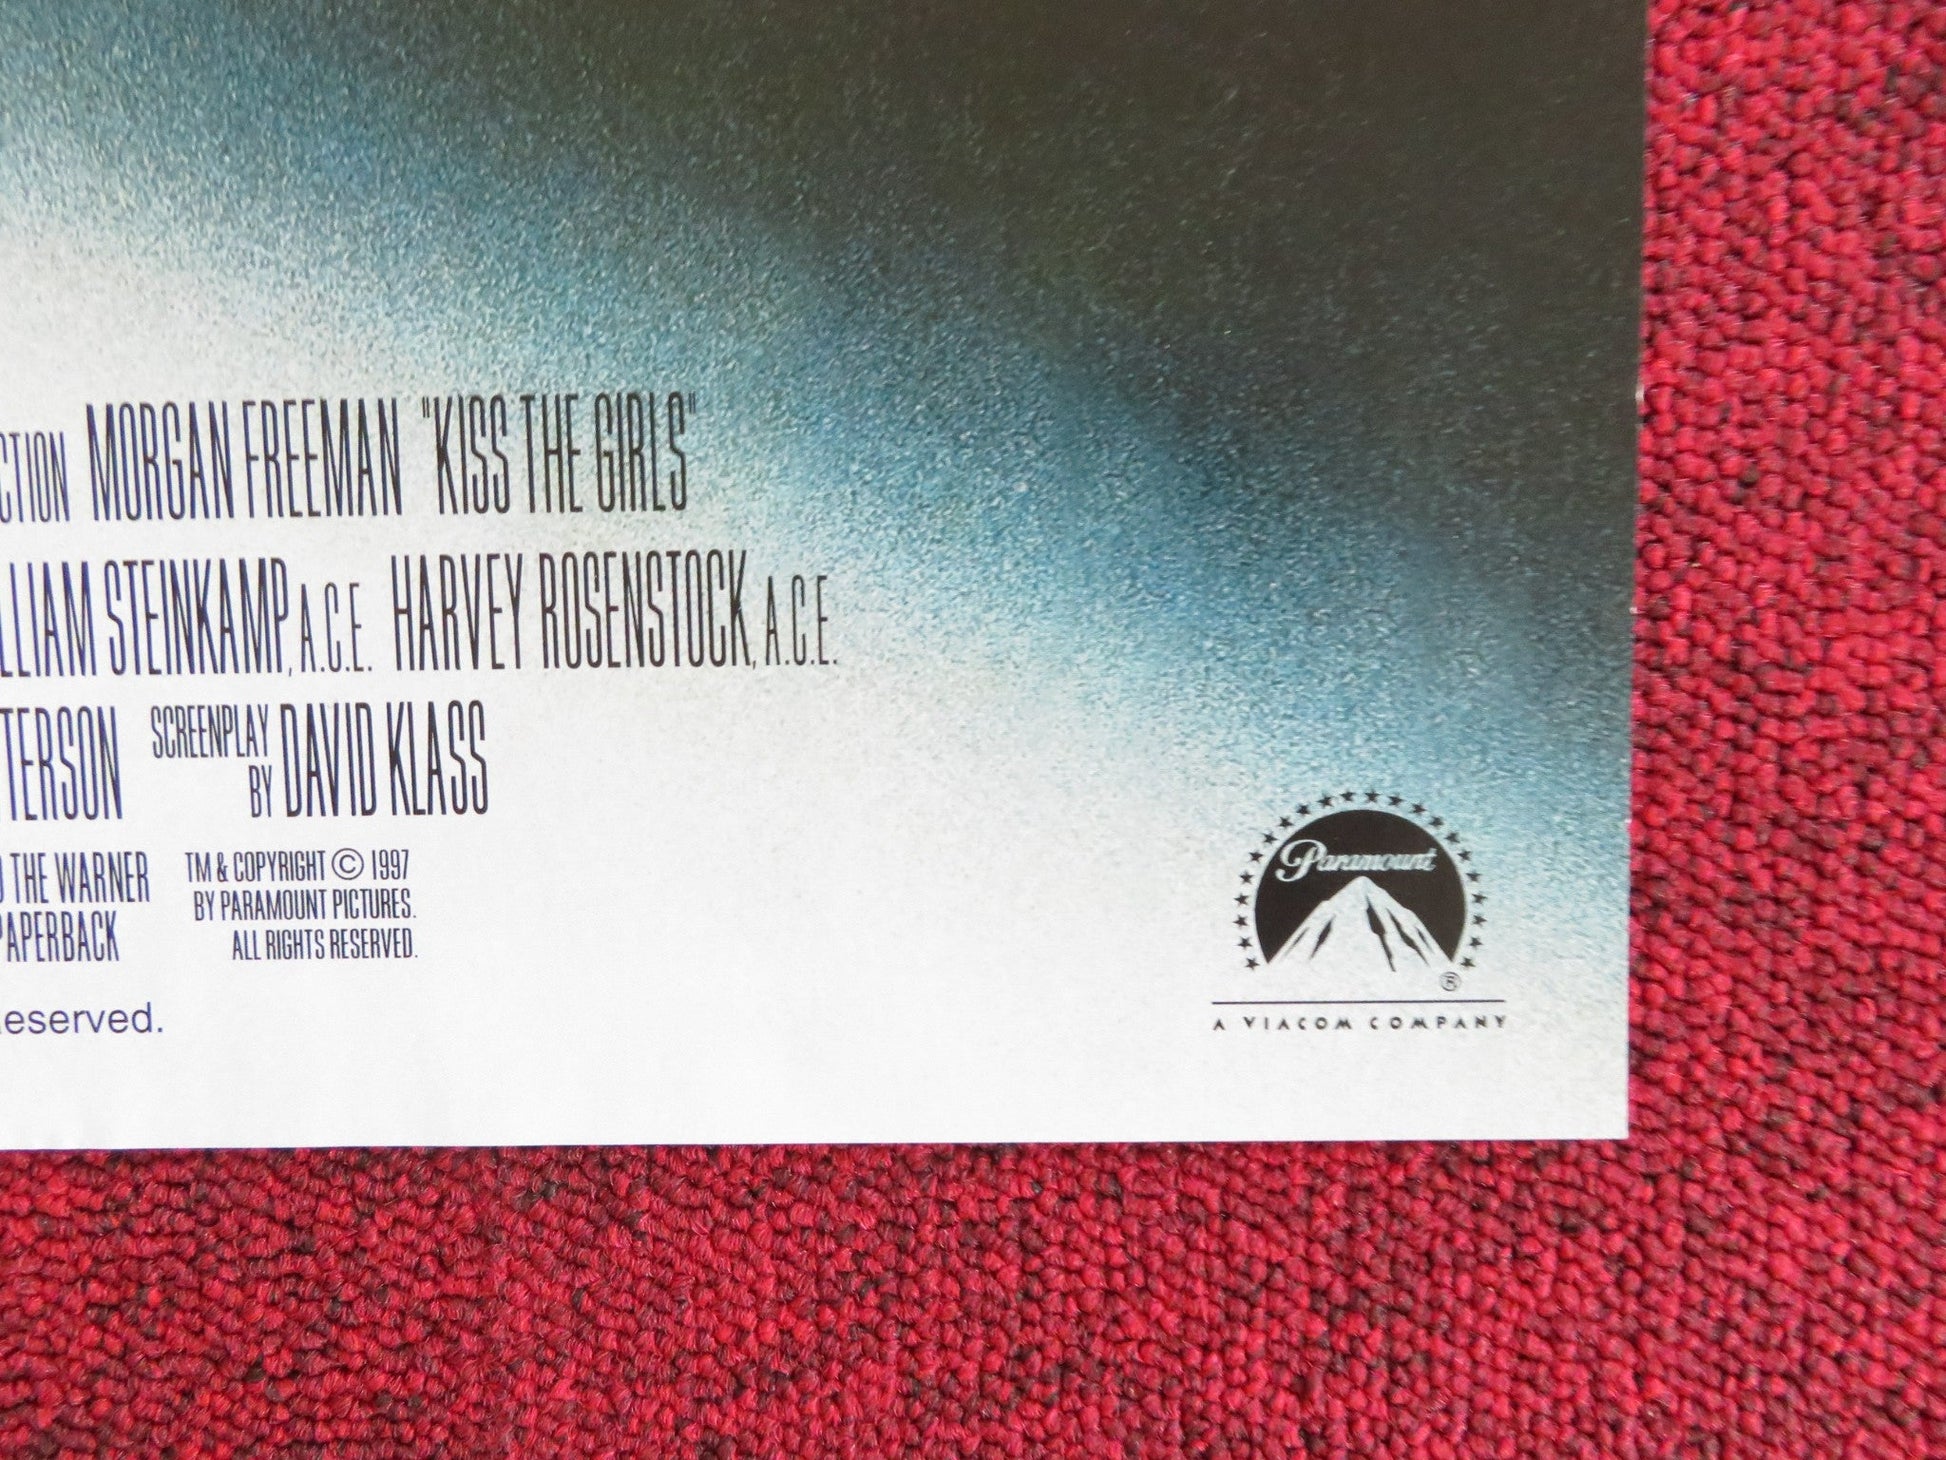 CTION MORGAN FREEMAN "KISS THE GIRLS"
LLIAM STEINKAMP, A.C.E. HARVEY ROSENSTOCK, A.C.E.
TERSON SCREENPLAY BY DAVID KLASS
THE WARNER
PAPERBACK
TM & COPYRIGHT © 1997
BY PARAMOUNT PICTURES.
ALL RIGHTS RESERVED.
eserved.
Paramount
®
A VIACOM COMPANY